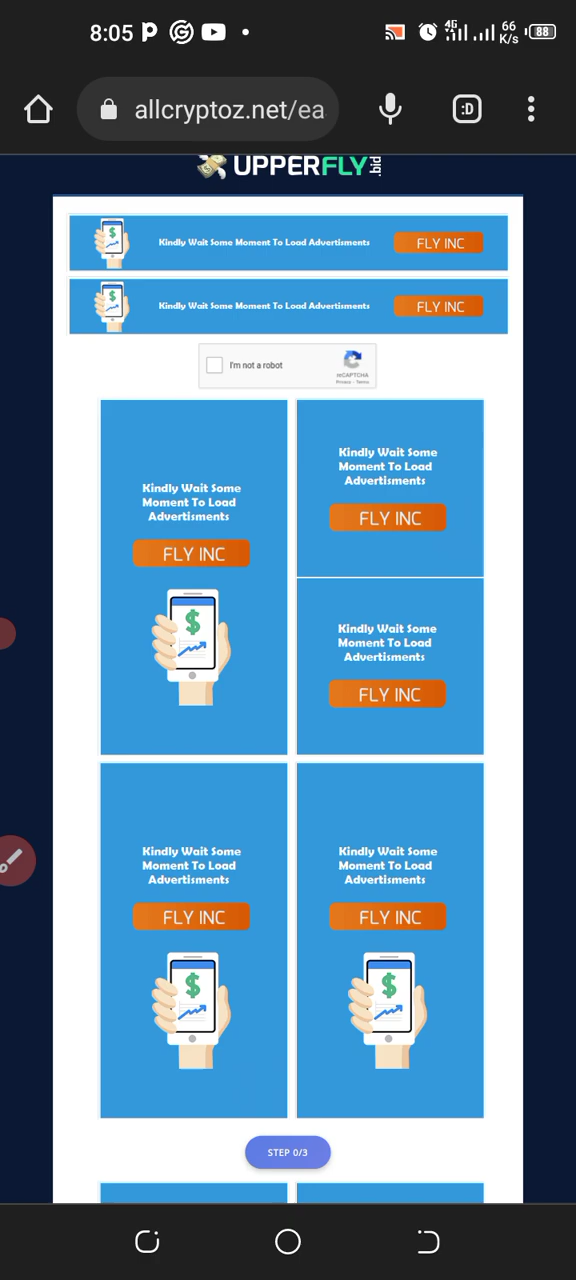 8:05
4G
66
K/s
88
allcryptoz.net/ea
:D
UPPERFLY.bid
Kindly Wait Some Moment To Load Advertisments
FLY INC
Kindly Wait Some Moment To Load Advertisments
FLY INC
I'm not a robot
reCAPTCHA
Privacy - Terms
Kindly Wait Some
Moment To Load
Advertisments
FLY INC
Kindly Wait Some
Moment To Load
Advertisments
FLY INC
Kindly Wait Some
Moment To Load
Advertisments
FLY INC
Kindly Wait Some
Moment To Load
Advertisments
FLY INC
Kindly Wait Some
Moment To Load
Advertisments
FLY INC
STEP 0/3